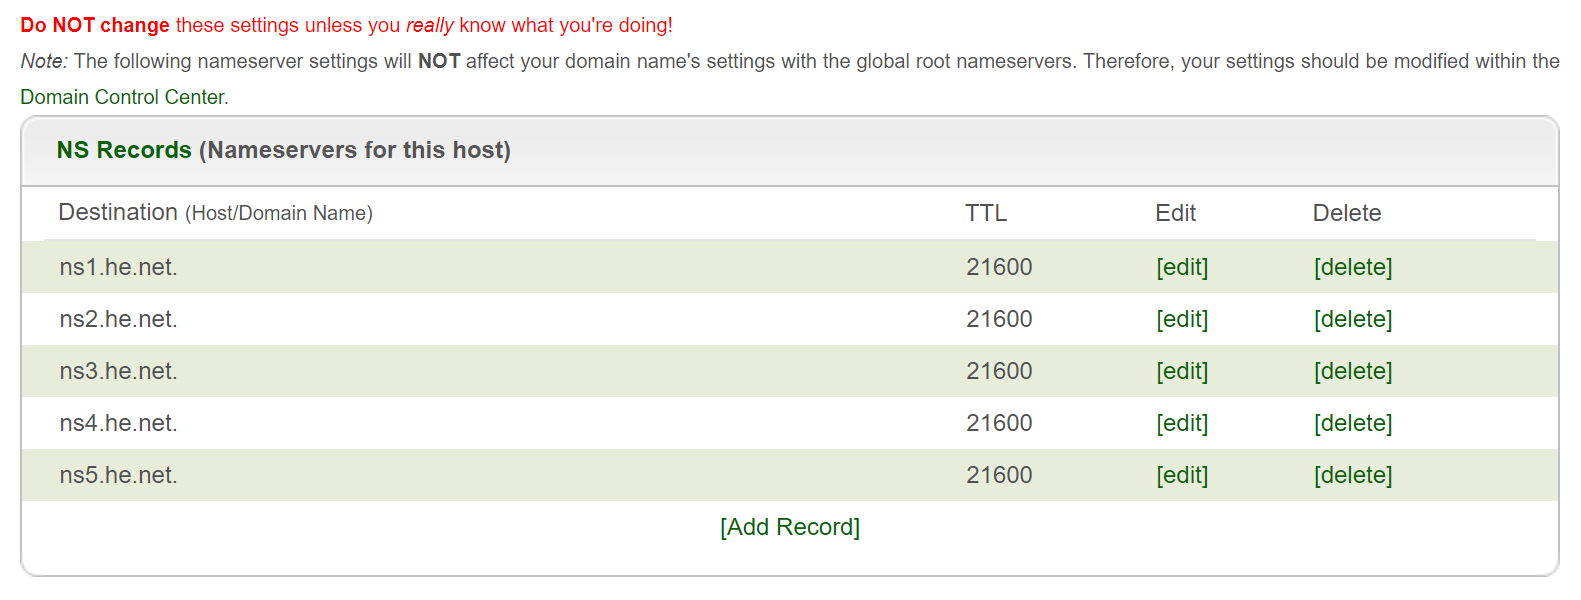 Do NOT change these settings unless you really know what you're doing!
Note: The following nameserver settings will NOT affect your domain name's settings with the global root nameservers. Therefore, your settings should be modified within the
Domain Control Center.
NS Records (Nameservers for this host)
Destination (Host/Domain Name) TTL Edit Delete
ns1.he.net. 21600 [edit] [delete]
ns2.he.net. 21600 [edit] [delete]
ns3.he.net. 21600 [edit] [delete]
ns4.he.net. 21600 [edit] [delete]
ns5.he.net. 21600 [edit] [delete]
[Add Record]